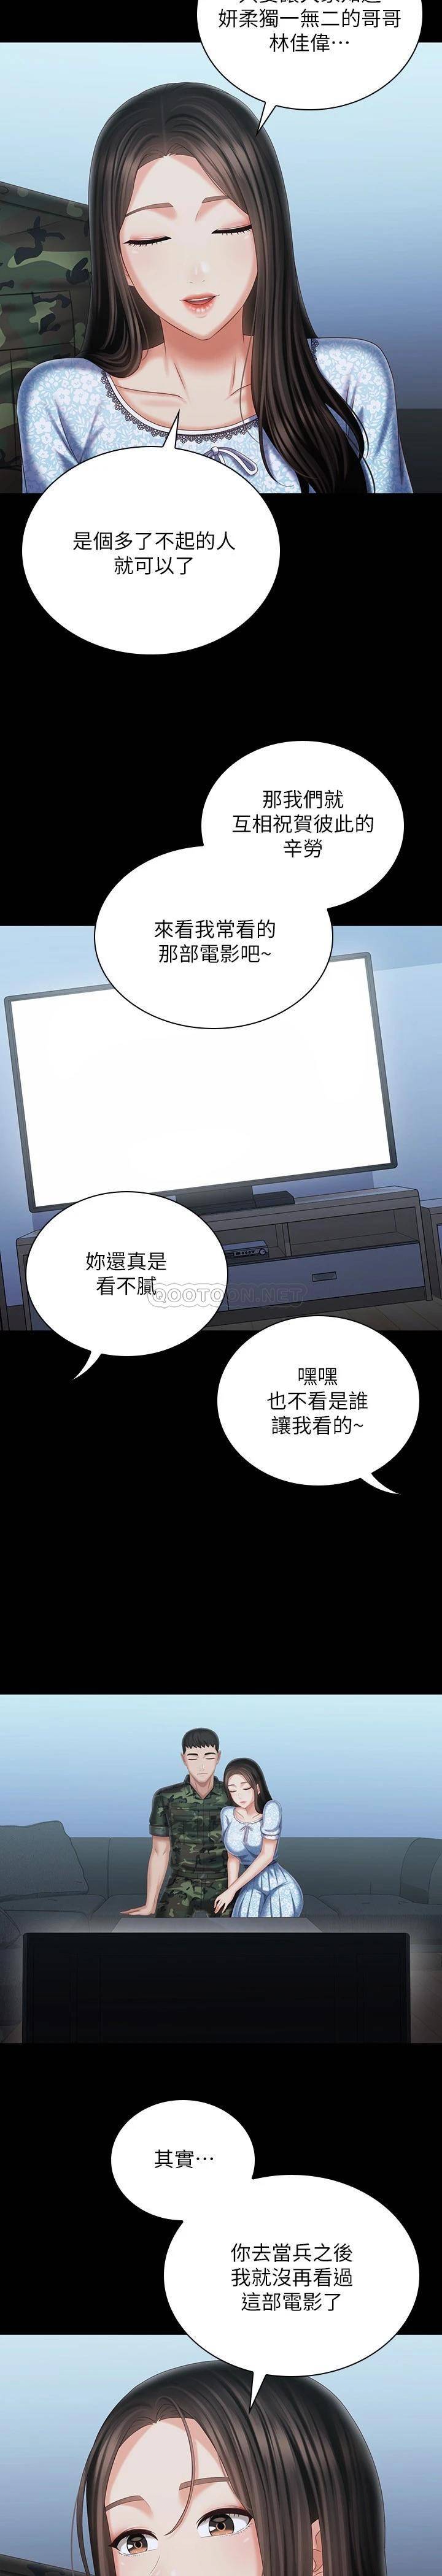 妍柔獨一無二的哥哥
林佳偉…
是個多了不起的人
就可以了
那我們就
互相祝賀彼此的
辛勞
來看我常看的
那部電影吧~
妳還真是
看不膩
QOOTOON.NET
嘿嘿
也不看是誰
讓我看的~
其實…
你去當兵之後
我就沒再看過
這部電影了